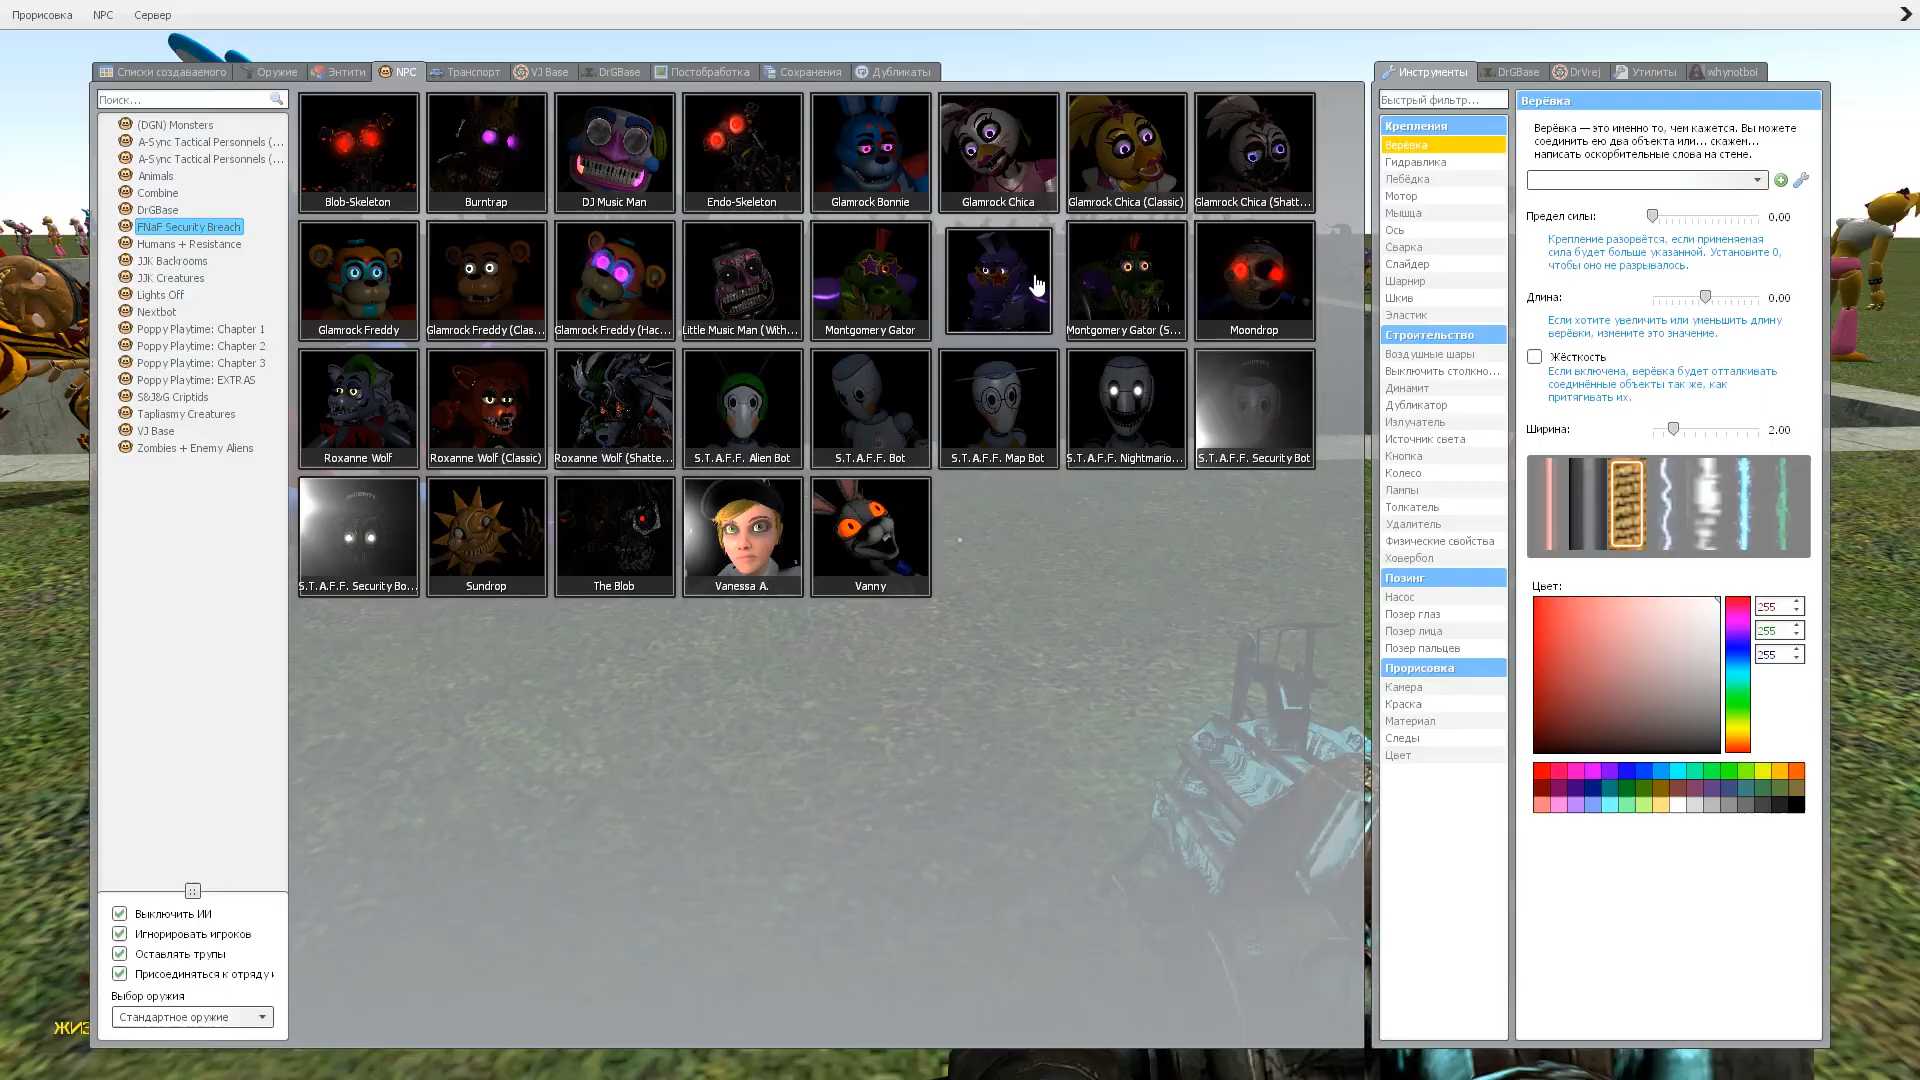 Прорисовка NPC Сервер
Списки создаваемого Оружие Энтити NPC Транспорт VJ Base DrGBase Постобработка Сохранения Дубликаты
Поиск...
(DGN) Monsters
A-Sync Tactical Personnels (...
A-Sync Tactical Personnels (...
Animals
Combine
DrGBase
FNaF Security Breach
Humans + Resistance
JJK Backrooms
JJK Creatures
Lights Off
Nextbot
Poppy Playtime: Chapter 1
Poppy Playtime: Chapter 2
Poppy Playtime: Chapter 3
Poppy Playtime: EXTRAS
S&J&G Criptids
Tapliasmy Creatures
VJ Base
Zombies + Enemy Aliens
Выключить ИИ
Игнорировать игроков
Оставлять трупы
Присоединяться к отряду
Выбор оружия
Стандартное оружие
ЖИЗ
Blob-Skeleton Burntrap DJ Music Man Endo-Skeleton Glamrock Bonnie Glamrock Chica Glamrock Chica (Classic) Glamrock Chica (Shatt...
Glamrock Freddy Glamrock Freddy (Clas... Glamrock Freddy (Hac... Little Music Man (With... Montgomery Gator Montgomery Gator (S... Moondrop
Roxanne Wolf Roxanne Wolf (Classic) Roxanne Wolf (Shatte... S.T.A.F.F. Alien Bot S.T.A.F.F. Bot S.T.A.F.F. Map Bot S.T.A.F.F. Nightmario... S.T.A.F.F. Security Bot
S.T.A.F.F. Security Bo... Sundrop The Blob Vanessa A. Vanny
Инструменты DrGBase DrVrej Утилиты whynotboi
Быстрый фильтр...
Крепления
Верёвка
Гидравлика
Лебёдка
Мотор
Мышца
Ось
Сварка
Слайдер
Шарнир
Шкив
Эластик
Строительство
Воздушные шары
Выключить столкно...
Динамит
Дубликатор
Излучатель
Источник света
Кнопка
Колесо
Лампы
Толкатель
Удалитель
Физические свойства
Ховербол
Позинг
Насос
Позер глаз
Позер лица
Позер пальцев
Прорисовка
Камера
Краска
Материал
Следы
Цвет
Верёвка
Верёвка — это именно то, чем кажется. Вы можете
соединить ею два объекта или... скажем...
написать оскорбительные слова на стене.
Предел силы: 0.00
Крепление разорвётся, если применяемая
сила будет больше указанной. Установите 0,
чтобы оно не разрывалось.
Длина: 0.00
Если хотите увеличить или уменьшить длину
верёвки, измените это значение.
Жёсткость
Если включена, верёвка будет отталкивать
соединённые объекты так же, как
притягивать их.
Ширина: 2.00
Цвет:
255
255
255